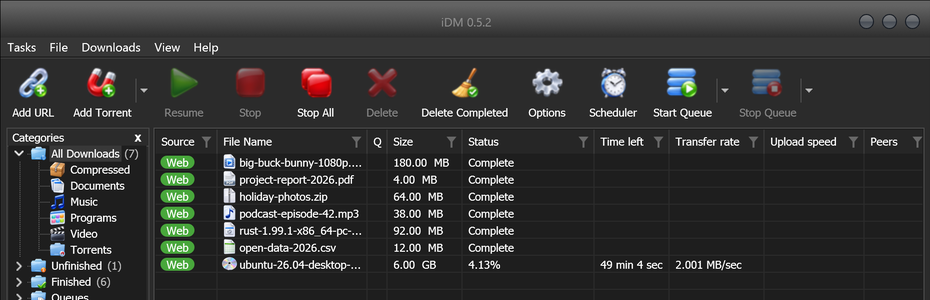 iDM 0.5.2
Tasks File Downloads View Help
Add URL Add Torrent Resume Stop Stop All Delete Delete Completed Options Scheduler Start Queue Stop Queue
Categories x
All Downloads (7)
Compressed
Documents
Music
Programs
Video
Torrents
Unfinished (1)
Finished (6)
Queues
Source File Name Q Size Status Time left Transfer rate Upload speed Peers
Web big-buck-bunny-1080p.... 180.00 MB Complete
Web project-report-2026.pdf 4.00 MB Complete
Web holiday-photos.zip 64.00 MB Complete
Web podcast-episode-42.mp3 38.00 MB Complete
Web rust-1.99.1-x86_64-pc-... 92.00 MB Complete
Web open-data-2026.csv 12.00 MB Complete
Web ubuntu-26.04-desktop-... 6.00 GB 4.13% 49 min 4 sec 2.001 MB/sec